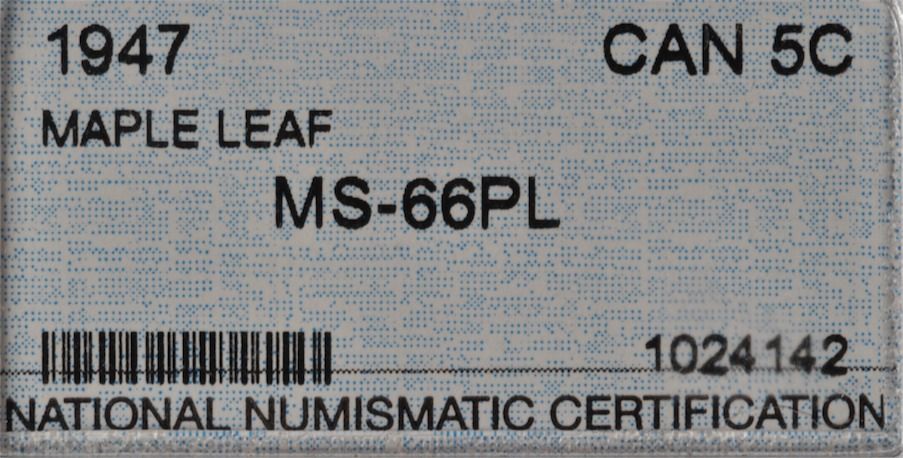 1947 CAN 5C
MAPLE LEAF
MS-66PL
1024142
NATIONAL NUMISMATIC CERTIFICATION